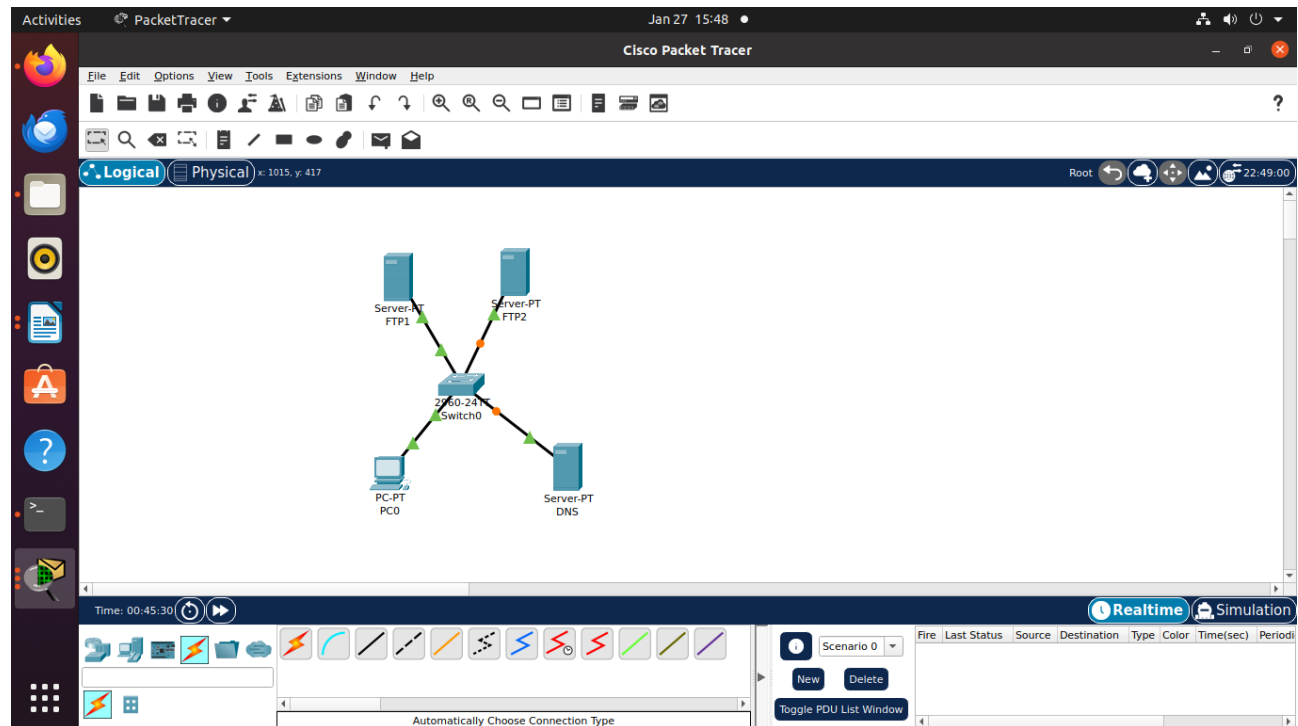 Activities PacketTracer Jan 27 15:48
Cisco Packet Tracer
File Edit Options View Tools Extensions Window Help
?
Logical Physical x: 1015, y: 417 Root 22:49:00
Server-PT
FTP1
Server-PT
FTP2
2960-24TT
Switch0
PC-PT
PC0
Server-PT
DNS
Time: 00:45:30 Realtime Simulation
Scenario 0
New Delete
Toggle PDU List Window
Fire Last Status Source Destination Type Color Time(sec) Periodi
Automatically Choose Connection Type